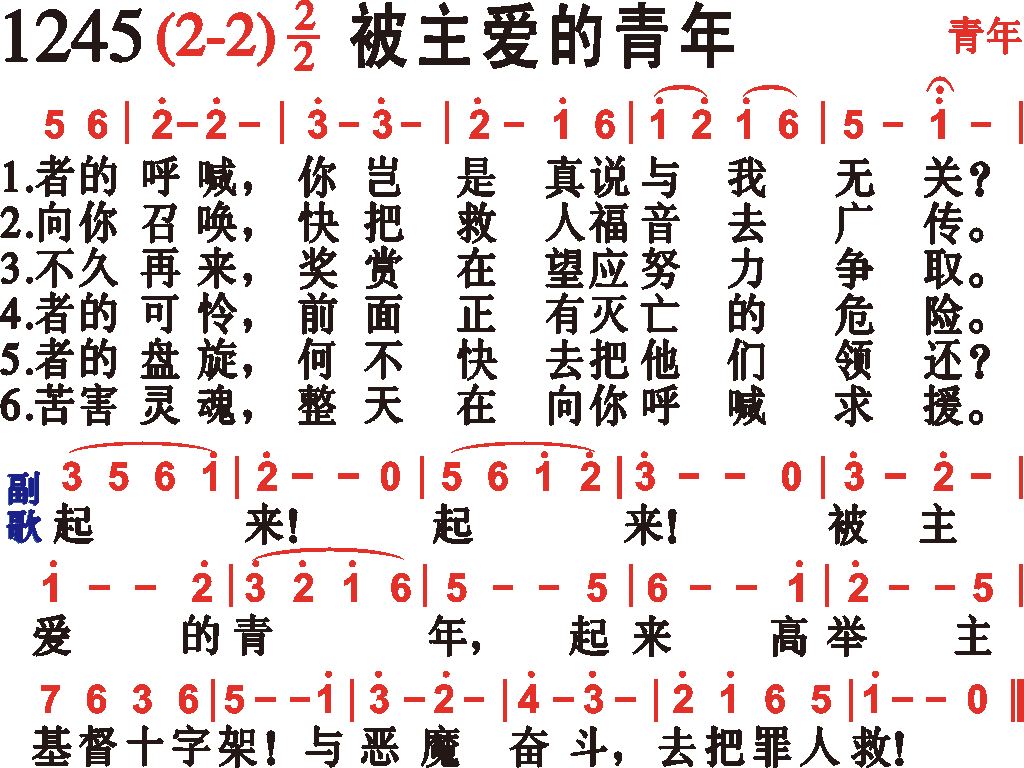 1245 (2-2) 2/2 被主爱的青年 青年
5 6 | 2̇ - 2̇ - | 3̇ - 3̇ - | 2̇ - 1̇ 6 | 1̇ 2̇ 1̇ 6 | 5 - 1̇ - |
1.者的 呼 喊， 你 岂 是 真说与 我 无 关？
2.向你 召 唤， 快 把 救 人福音 去 广 传。
3.不久 再 来， 奖 赏 在 望应努 力 争 取。
4.者的 可 怜， 前 面 正 有灭亡 的 危 险。
5.者的 盘 旋， 何 不 快 去把他 们 领 还？
6.苦害 灵 魂， 整 天 在 向你呼 喊 求 援。
副歌 3 5 6 1̇ | 2̇ - - 0 | 5 6 1̇ 2̇ | 3̇ - - 0 | 3̇ - 2̇ - |
起 来！ 起 来！ 被 主
1̇ - - 2̇ | 3̇ 2̇ 1̇ 6 | 5 - - 5 | 6 - - 1̇ | 2̇ - - 5 |
爱 的 青 年， 起 来 高 举 主
7 6 3 6 | 5 - - 1̇ | 3̇ - 2̇ - | 4̇ - 3̇ - | 2̇ 1̇ 6 5 | 1̇ - - 0 ‖
基督十字架！与 恶 魔 奋 斗，去把罪人救！